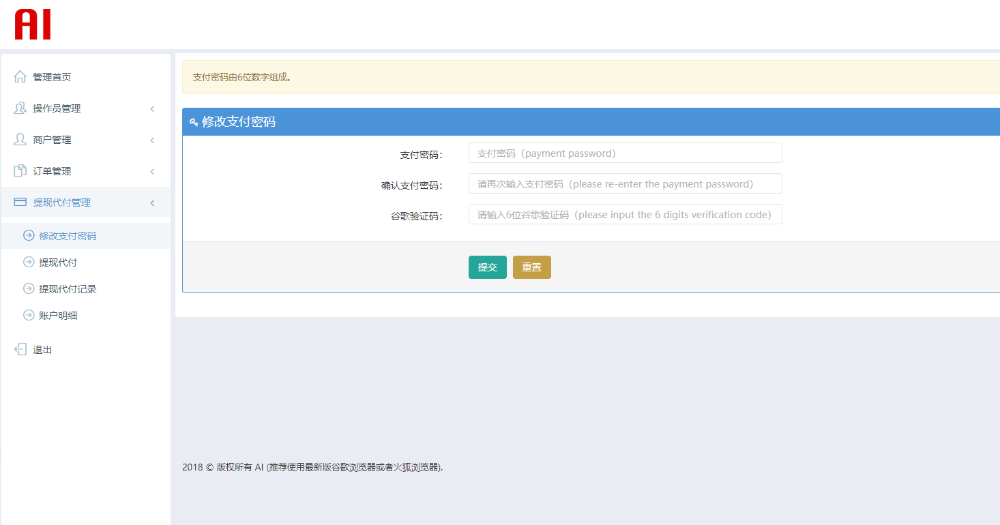 AI
管理首页
操作员管理
商户管理
订单管理
提现代付管理
修改支付密码
提现代付
提现代付记录
账户明细
退出
支付密码由6位数字组成。
修改支付密码
支付密码： 支付密码（payment password）
确认支付密码： 请再次输入支付密码（please re-enter the payment password）
谷歌验证码： 请输入6位谷歌验证码（please input the 6 digits verification code）
提交 重置
2018 © 版权所有 AI (推荐使用最新版谷歌浏览器或者火狐浏览器).